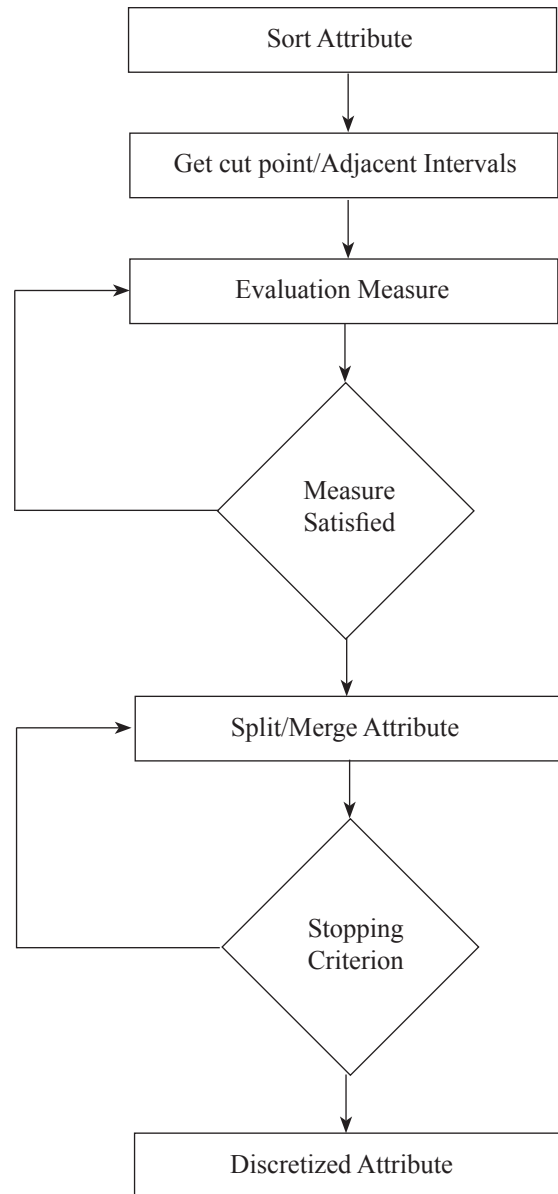 Sort Attribute
Get cut point/Adjacent Intervals
Evaluation Measure
Measure
Satisfied
Split/Merge Attribute
Stopping
Criterion
Discretized Attribute